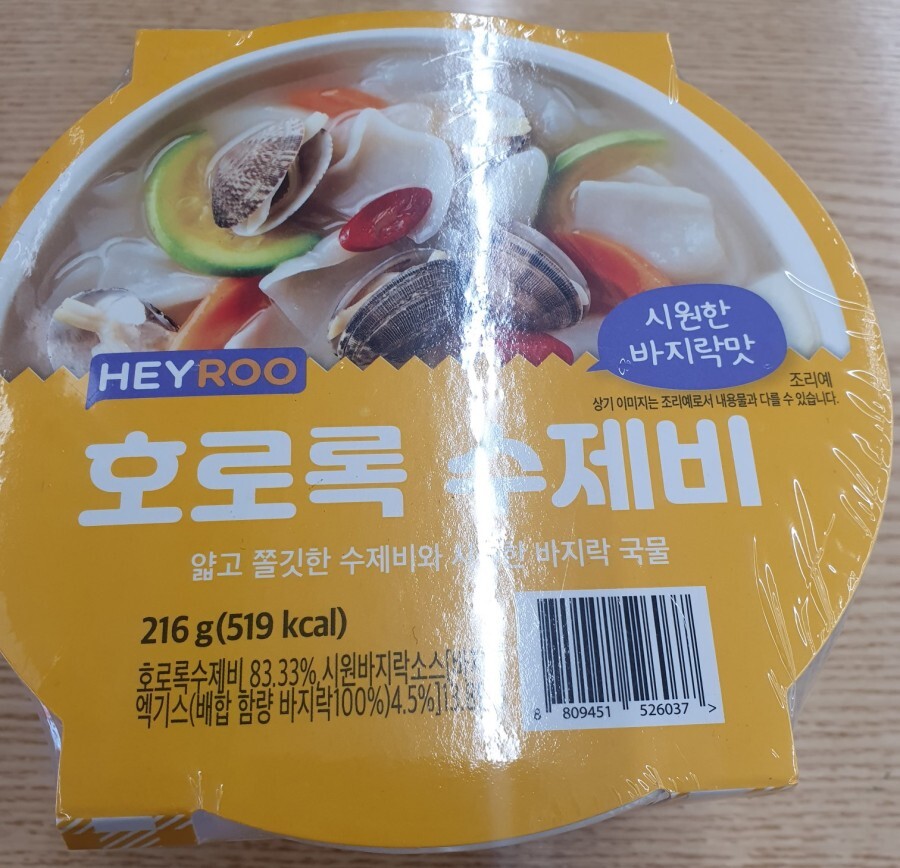 시원한
바지락맛
HEYROO
조리예
상기 이미지는 조리예로서 내용물과 다를 수 있습니다.
호로록 수제비
얇고 쫄깃한 수제비와 바지락 국물
216 g(519 kcal)
호로록수제비 83.33%, 시원바지락소스
엑기스(배합 함량 바지락100%)4.5%]13.
8 809451 526037 >